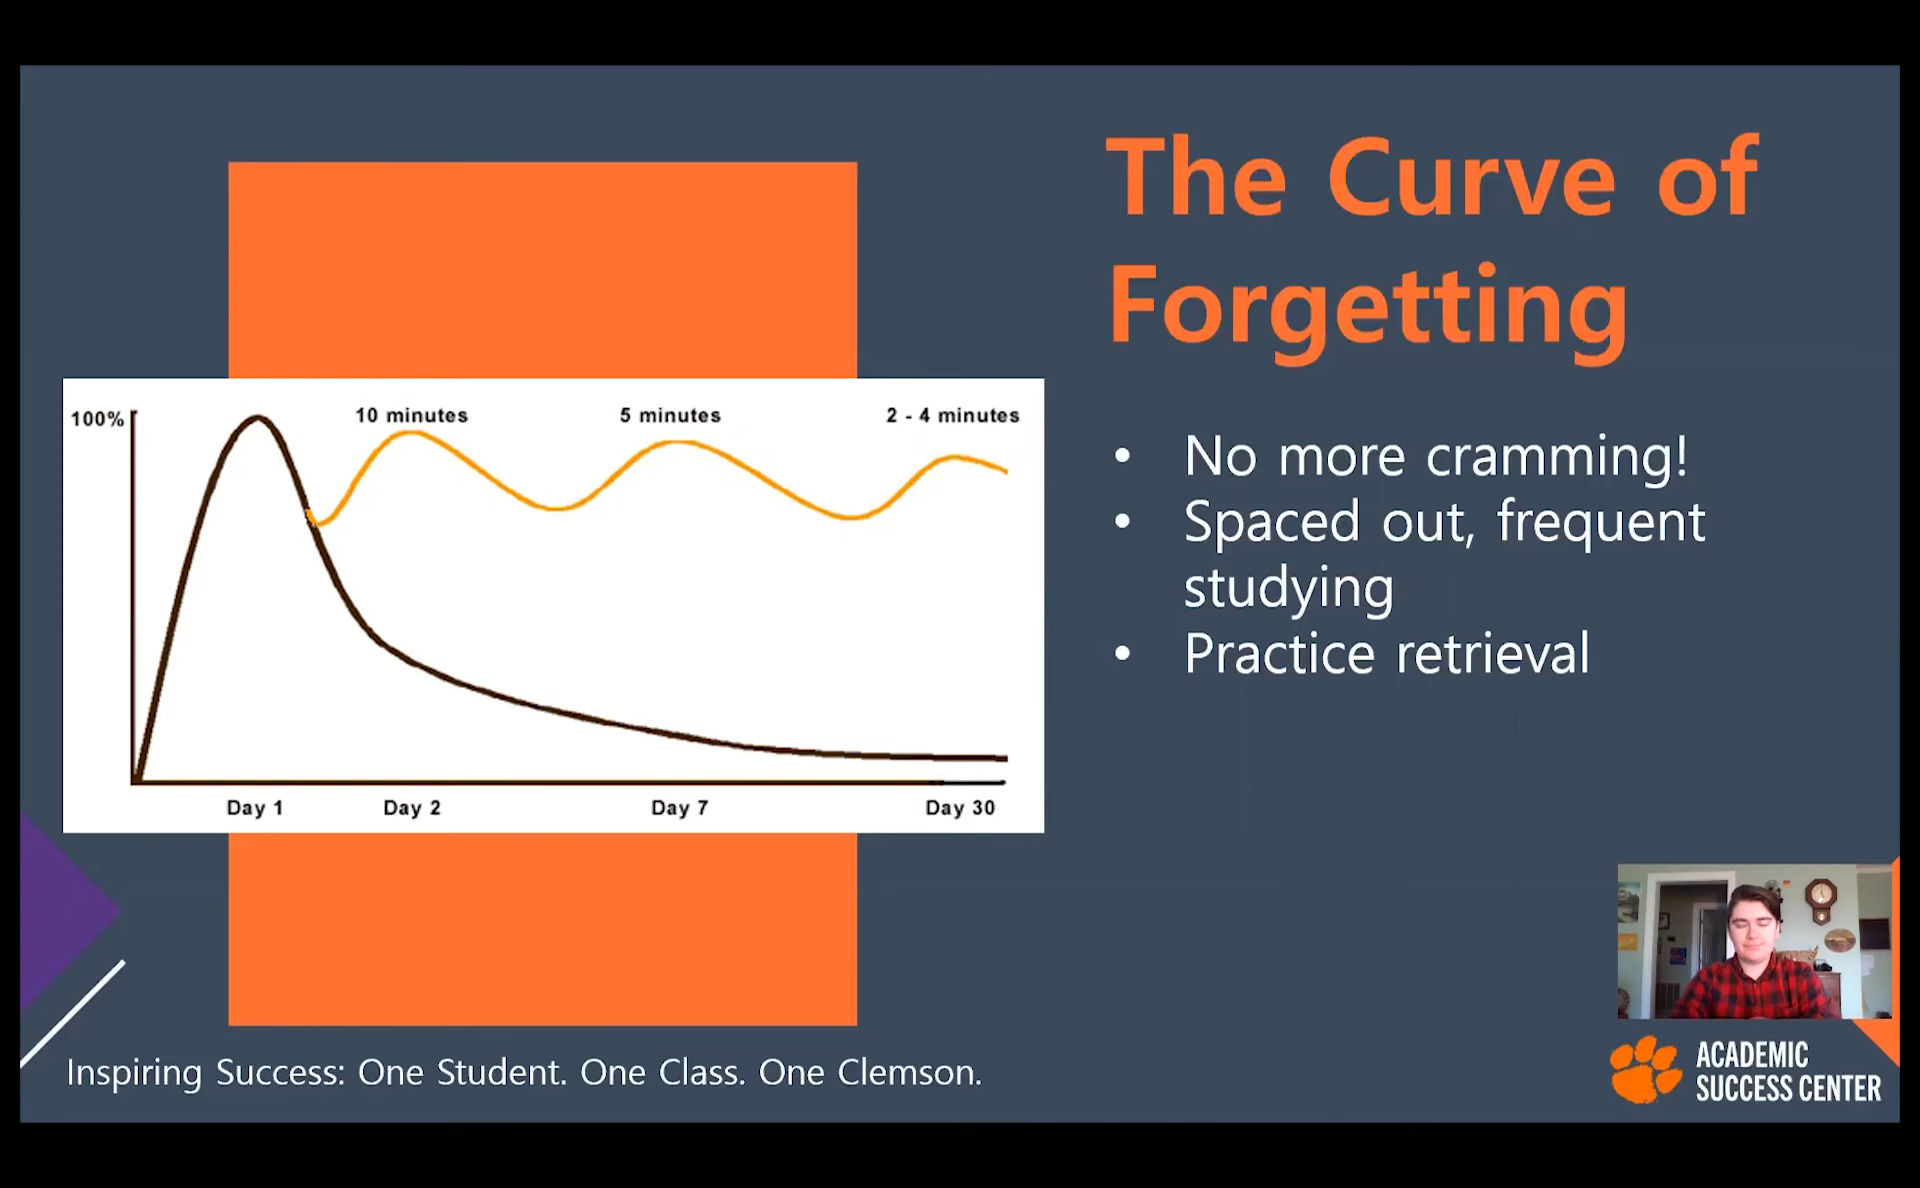 The Curve of
Forgetting
100%
10 minutes
5 minutes
2 - 4 minutes
Day 1
Day 2
Day 7
Day 30
• No more cramming!
• Spaced out, frequent
studying
• Practice retrieval
Inspiring Success: One Student. One Class. One Clemson.
ACADEMIC
SUCCESS CENTER